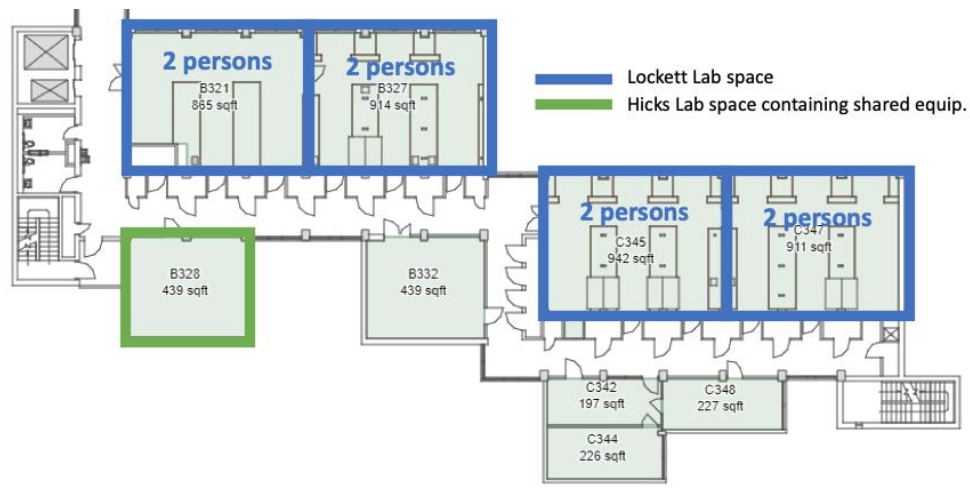 2 persons
B321
865 sqft
2 persons
B327
914 sqft
Lockett Lab space
Hicks Lab space containing shared equip.
2 persons
C345
942 sqft
2 persons
C347
911 sqft
B328
439 sqft
B332
439 sqft
C342
197 sqft
C348
227 sqft
C344
226 sqft